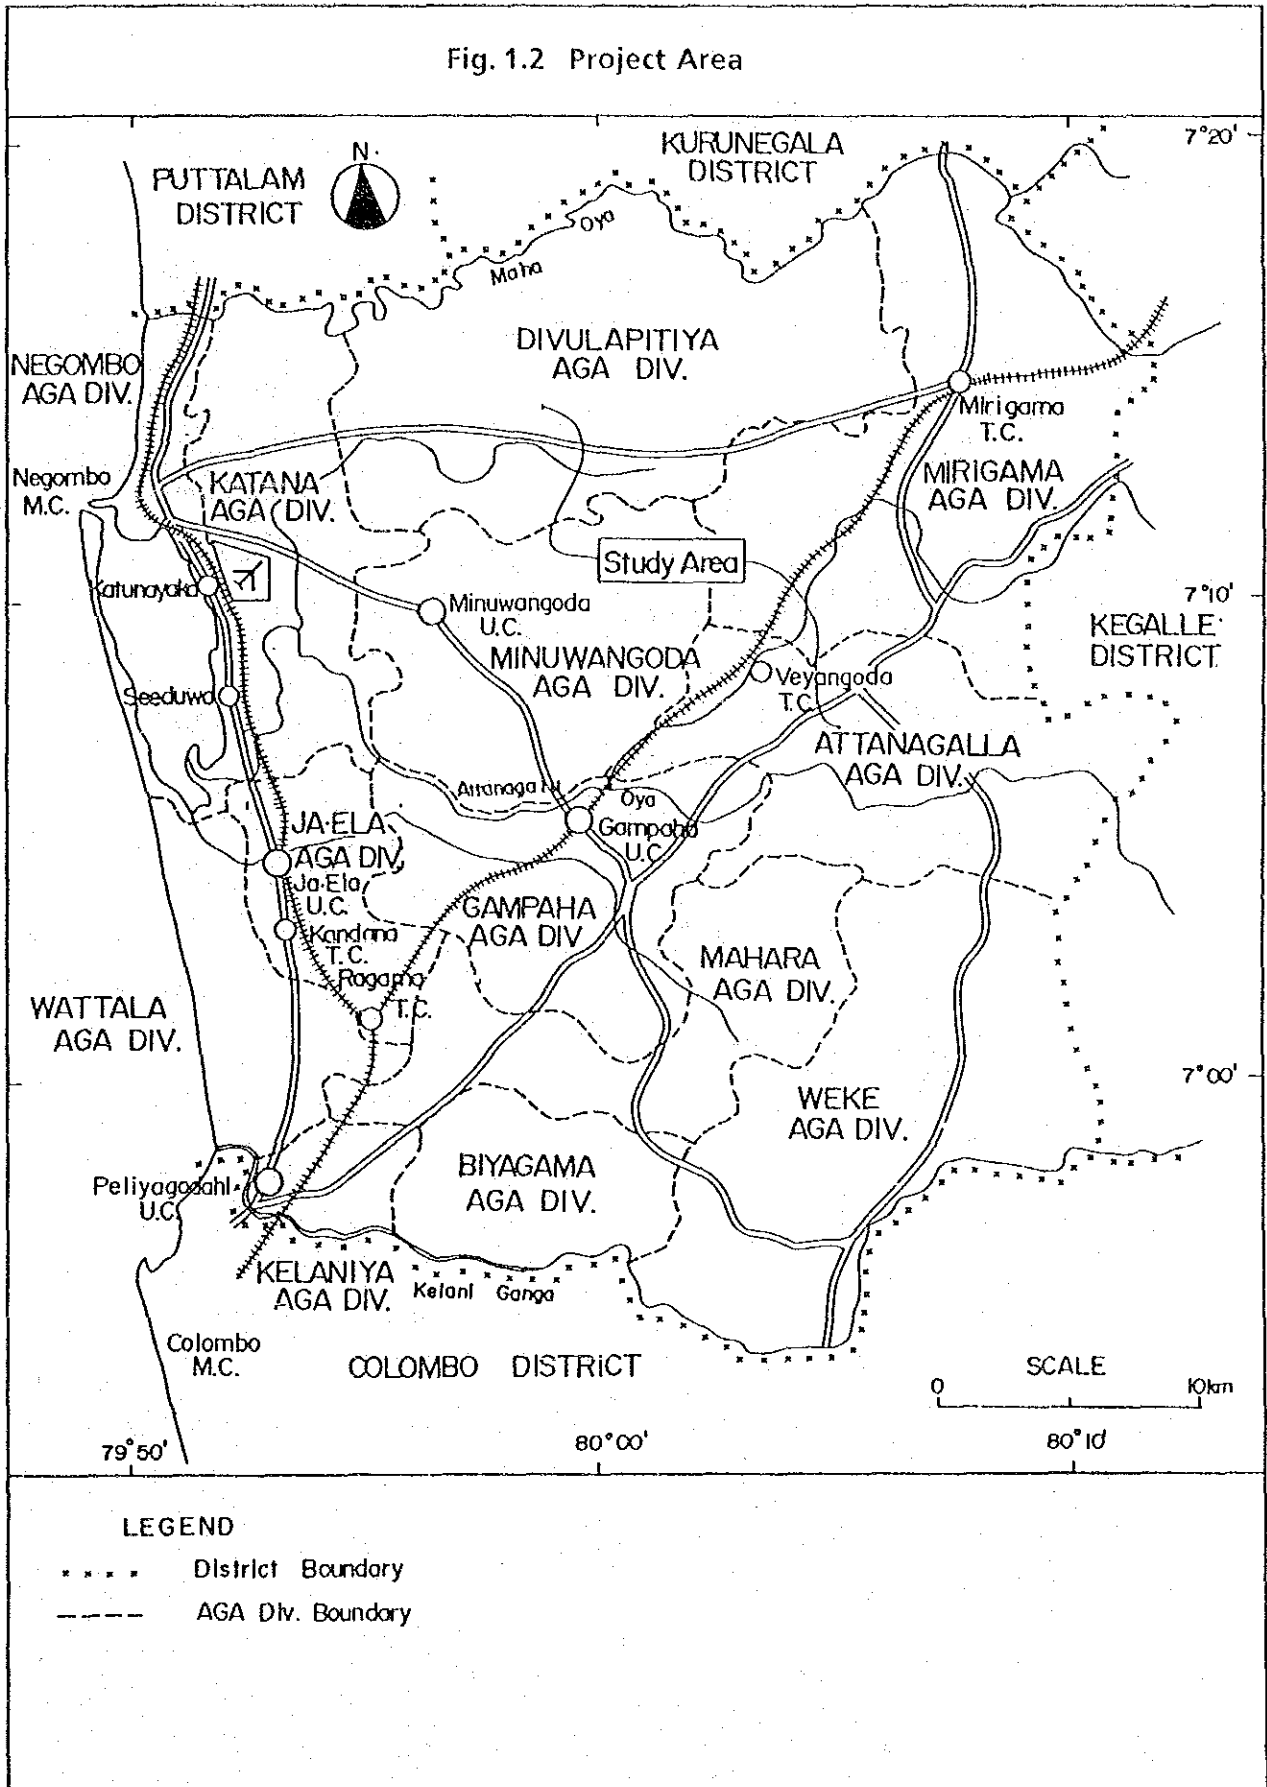 Fig. 1.2 Project Area
N
7°20'
PUTTALAM
DISTRICT
KURUNEGALA
DISTRICT
Maha
Oya
NEGOMBO
AGA DIV.
DIVULAPITIYA
AGA DIV.
Mirigama
T.C.
Negombo
M.C.
KATANA
AGA DIV.
MIRIGAMA
AGA DIV.
Study Area
Katunayaka
Minuwangoda
U.C.
7°10'
KEGALLE
DISTRICT
MINUWANGODA
AGA DIV.
Seeduwa
Veyangoda
T.C.
ATTANAGALLA
AGA DIV.
Oya
JA-ELA
AGA DIV.
Gampaha
U.C.
Ja-Ela
U.C.
Kandana
T.C.
GAMPAHA
AGA DIV
MAHARA
AGA DIV.
Ragama
T.C.
WATTALA
AGA DIV.
7°00'
WEKE
AGA DIV.
BIYAGAMA
AGA DIV.
U.C.
KELANIYA
AGA DIV.
Kelani Ganga
Colombo
M.C.
COLOMBO DISTRICT
SCALE
0 10km
79°50' 80°00' 80°10'
LEGEND
District Boundary
AGA Div. Boundary